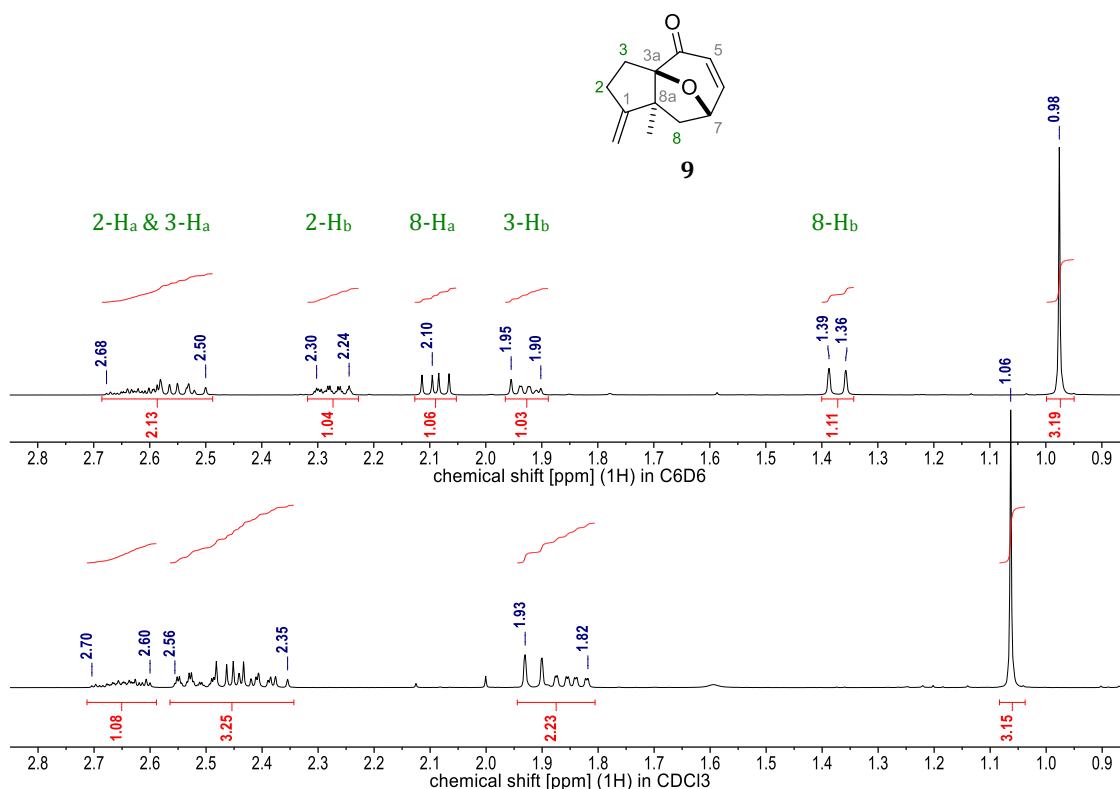 O
3
3a
5
O
2
8a
1
8
7
9
0.98
2-Ha & 3-Ha
2-Hb
8-Ha
3-Hb
8-Hb
2.68
2.50
2.30
2.24
2.10
1.95
1.90
1.39
1.36
1.06
2.13
1.04
1.06
1.03
1.11
3.19
2.8 2.7 2.6 2.5 2.4 2.3 2.2 2.1 2.0 1.9 1.8 1.7 1.6 1.5 1.4 1.3 1.2 1.1 1.0 0.9
chemical shift [ppm] (1H) in C6D6
2.70
2.60
2.56
2.35
1.93
1.82
1.08
3.25
2.23
3.15
2.8 2.7 2.6 2.5 2.4 2.3 2.2 2.1 2.0 1.9 1.8 1.7 1.6 1.5 1.4 1.3 1.2 1.1 1.0 0.9
chemical shift [ppm] (1H) in CDCl3